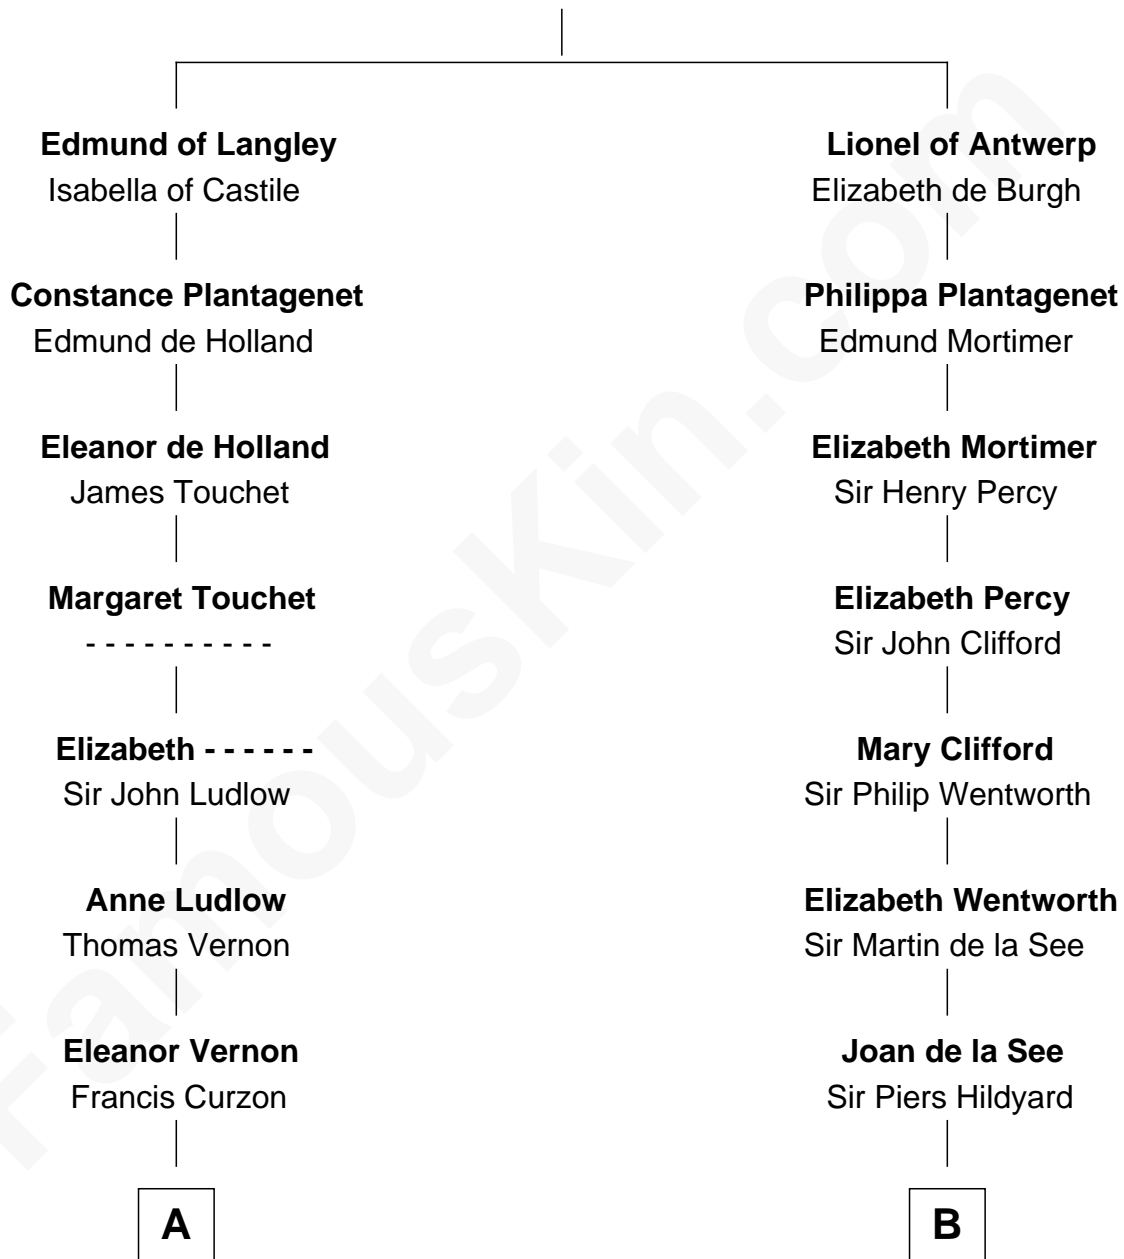 Edmund of Langley
Isabella of Castile
Constance Plantagenet
Edmund de Holland
Eleanor de Holland
James Touchet
Margaret Touchet
- - - - - - - - - -
Elizabeth - - - - - -
Sir John Ludlow
Anne Ludlow
Thomas Vernon
Eleanor Vernon
Francis Curzon
A
Lionel of Antwerp
Elizabeth de Burgh
Philippa Plantagenet
Edmund Mortimer
Elizabeth Mortimer
Sir Henry Percy
Elizabeth Percy
Sir John Clifford
Mary Clifford
Sir Philip Wentworth
Elizabeth Wentworth
Sir Martin de la See
Joan de la See
Sir Piers Hildyard
B
FamousKin.com